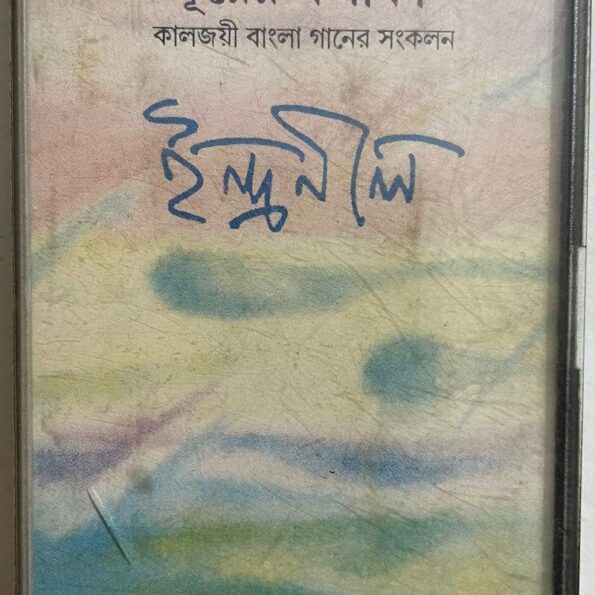 কালজয়ী বাংলা গানের সংকলন
ইন্দ্রনীল